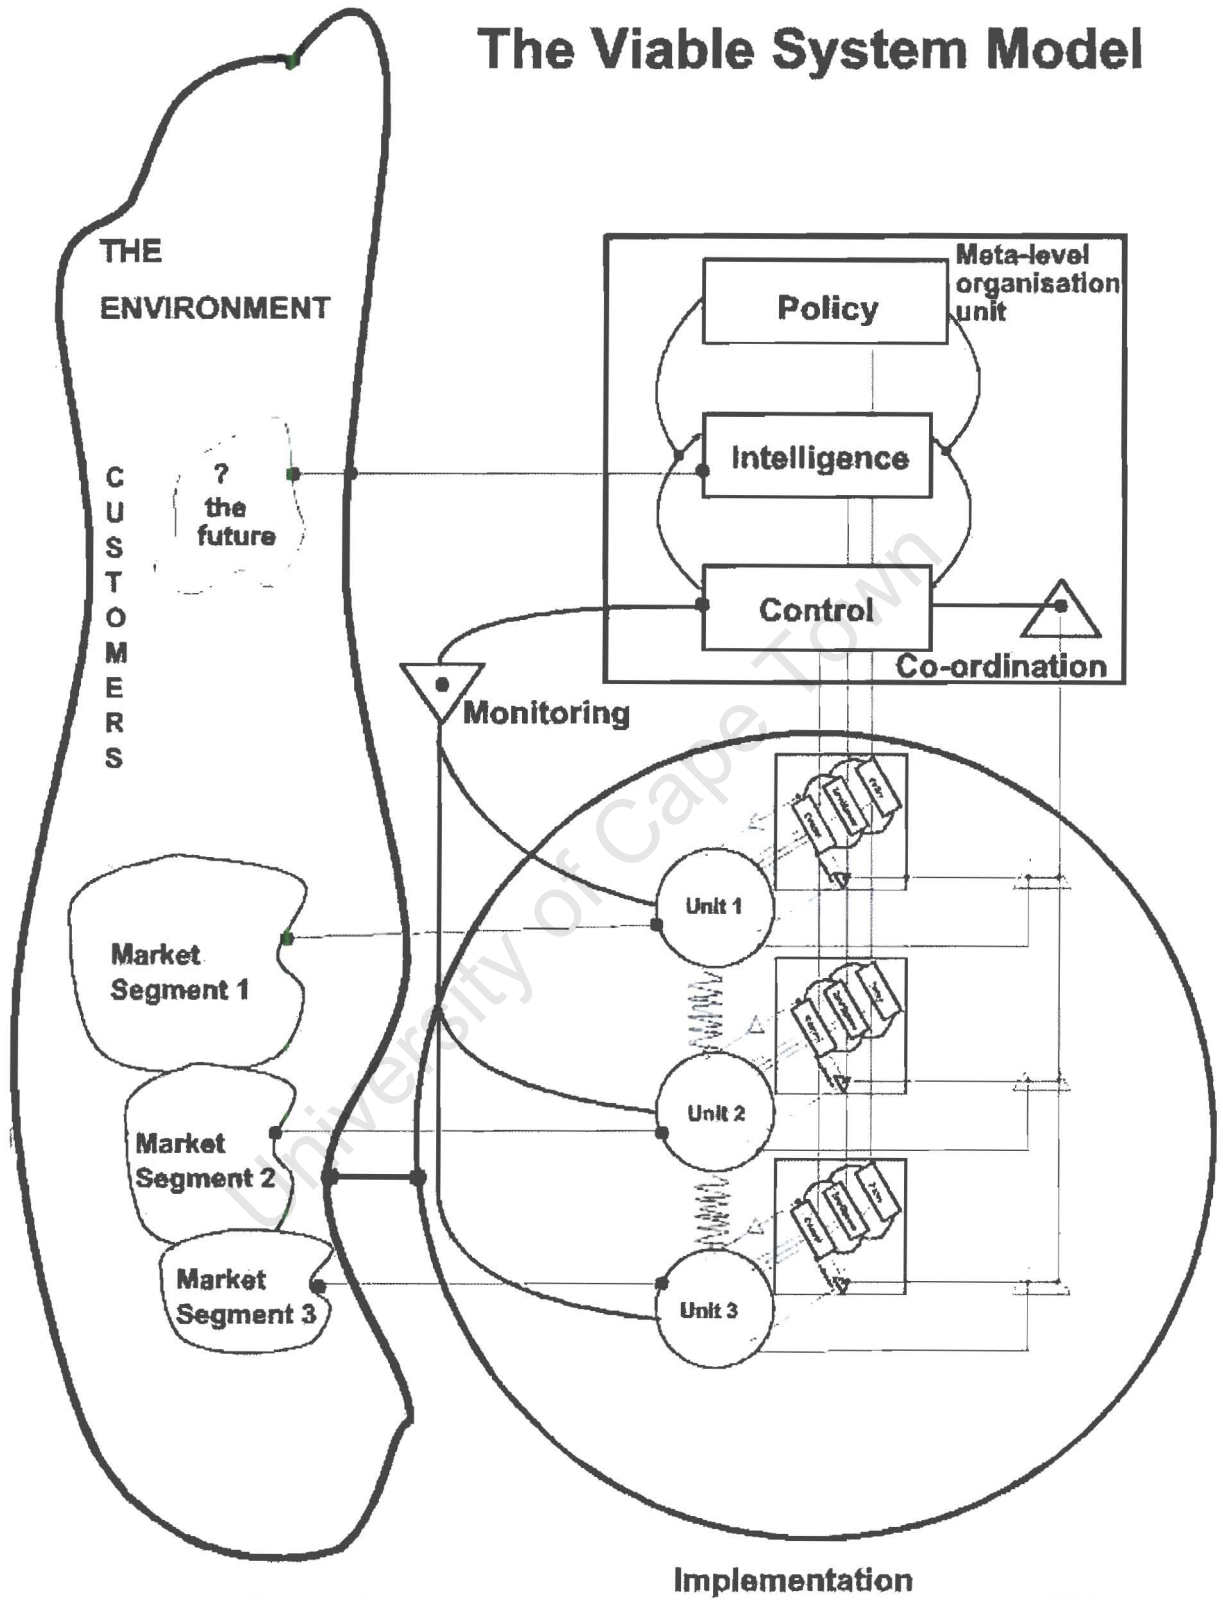 The Viable System Model
THE
ENVIRONMENT
C
U
S
T
O
M
E
R
S
?
the
future
Meta-level
organisation
unit
Policy
Intelligence
Control
Co-ordination
Monitoring
Market
Segment 1
Market
Segment 2
Market
Segment 3
Unit 1
Unit 2
Unit 3
Implementation
University of Cape Town